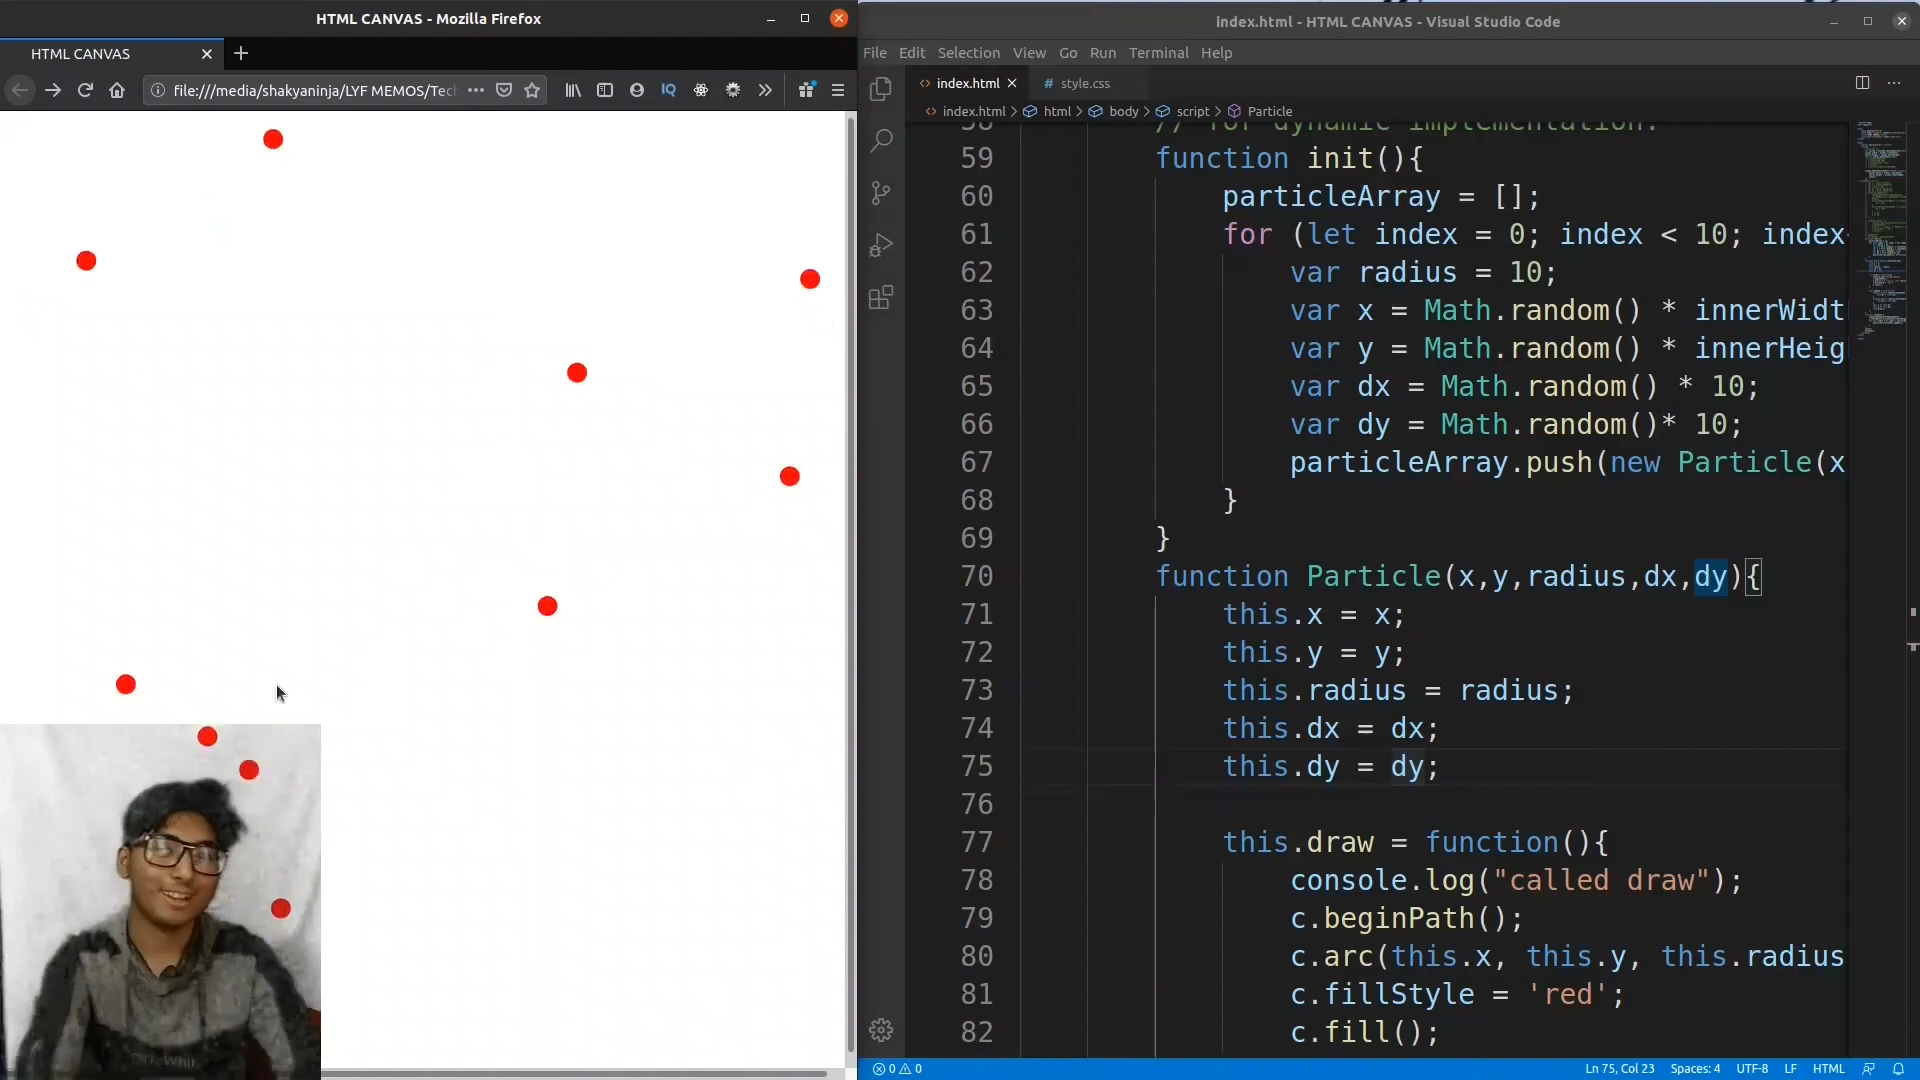 HTML CANVAS - Mozilla Firefox
HTML CANVAS
file:///media/shakyaninja/LYF MEMOS/Tec
IQ
index.html - HTML CANVAS - Visual Studio Code
File Edit Selection View Go Run Terminal Help
index.html style.css
index.html > html > body > script > Particle
58 // for dynamic implementation.
59 function init(){
60 particleArray = [];
61 for (let index = 0; index < 10; index
62 var radius = 10;
63 var x = Math.random() * innerWidt
64 var y = Math.random() * innerHeig
65 var dx = Math.random() * 10;
66 var dy = Math.random()* 10;
67 particleArray.push(new Particle(x
68 }
69 }
70 function Particle(x,y,radius,dx,dy){
71 this.x = x;
72 this.y = y;
73 this.radius = radius;
74 this.dx = dx;
75 this.dy = dy;
76
77 this.draw = function(){
78 console.log("called draw");
79 c.beginPath();
80 c.arc(this.x, this.y, this.radius
81 c.fillStyle = 'red';
82 c.fill();
0 0 Ln 75, Col 23 Spaces: 4 UTF-8 LF HTML